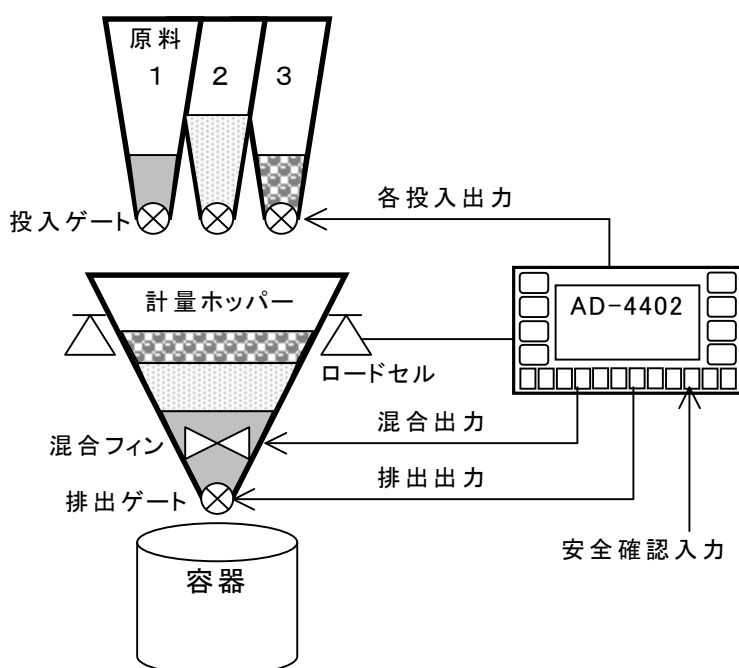 原料
1
2
3
投入ゲート
各投入出力
計量ホッパー
AD-4402
ロードセル
混合フィン
混合出力
排出ゲート
排出出力
安全確認入力
容器